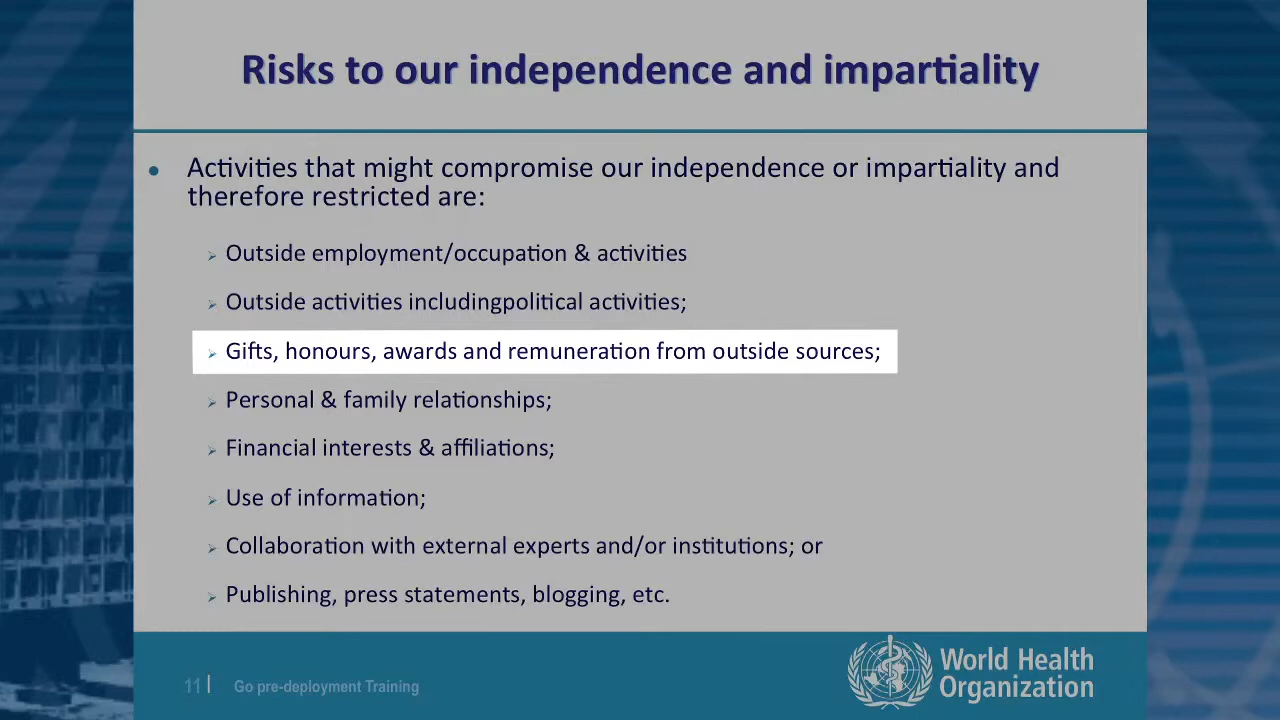 Risks to our independence and impartiality
• Activities that might compromise our independence or impartiality and
therefore restricted are:
Outside employment/occupation & activities
Outside activities includingpolitical activities;
Gifts, honours, awards and remuneration from outside sources;
Personal & family relationships;
Financial interests & affiliations;
Use of information;
Collaboration with external experts and/or institutions; or
Publishing, press statements, blogging, etc.
11 | Go pre-deployment Training
World Health
Organization